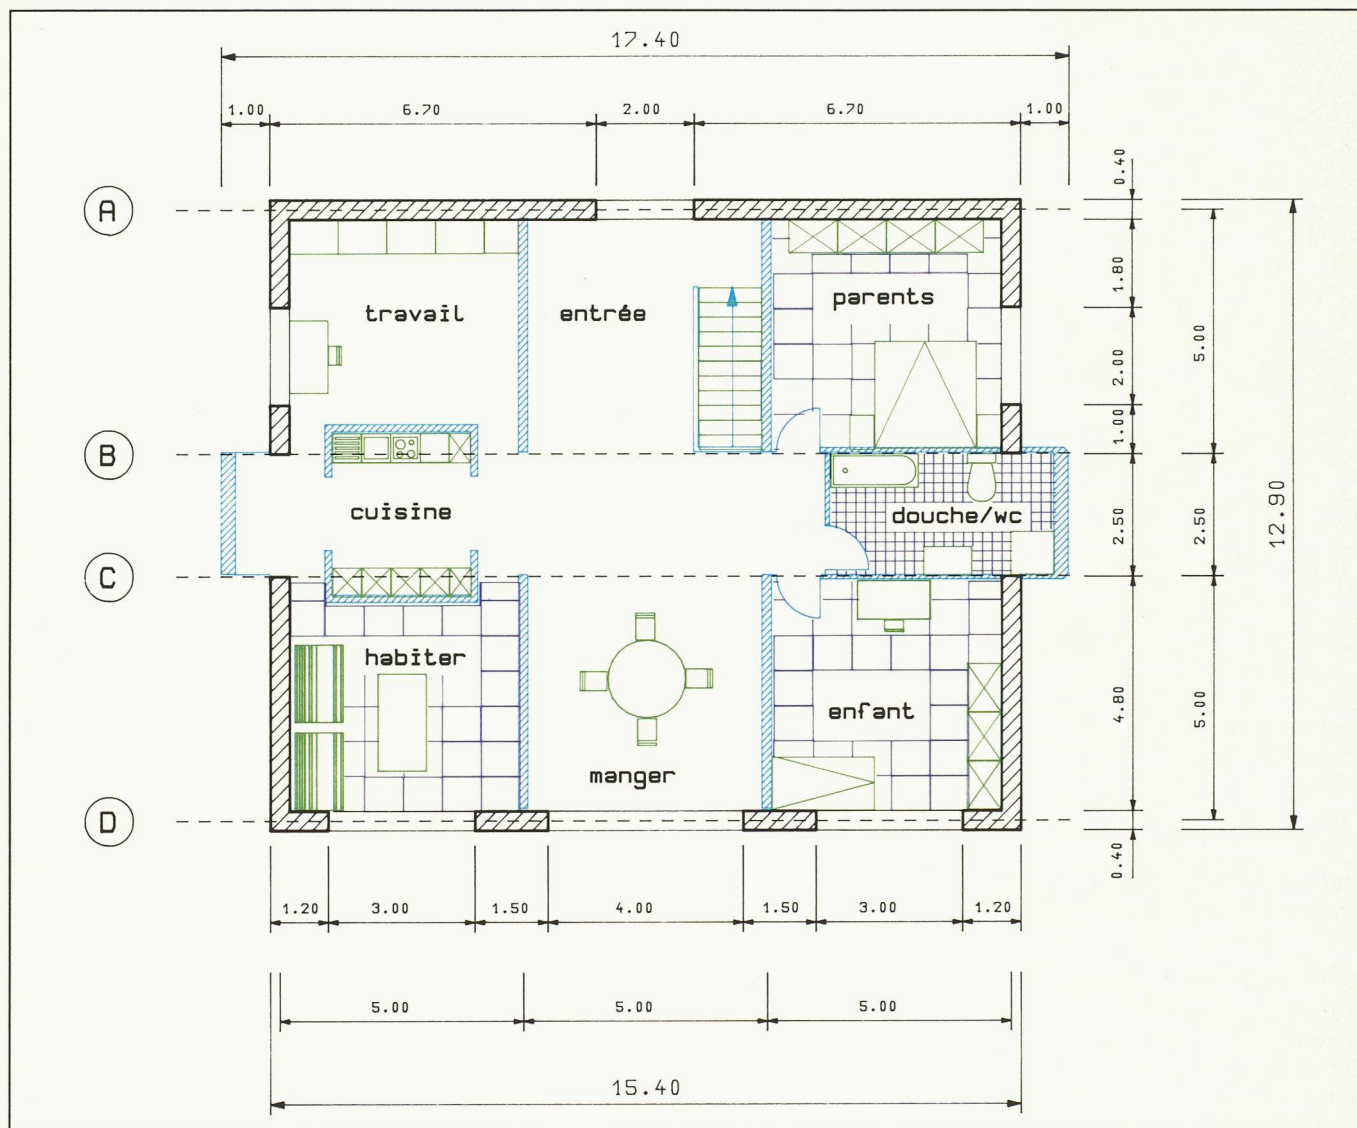 17.40
1.00 6.70 2.00 6.70 1.00
0.40
A
1.80
travail entrée parents
5.00
2.00
1.00
B
cuisine douche/wc
2.50 2.50 12.90
C
habiter
enfant
4.80 5.00
manger
D
0.40
1.20 3.00 1.50 4.00 1.50 3.00 1.20
5.00 5.00 5.00
15.40